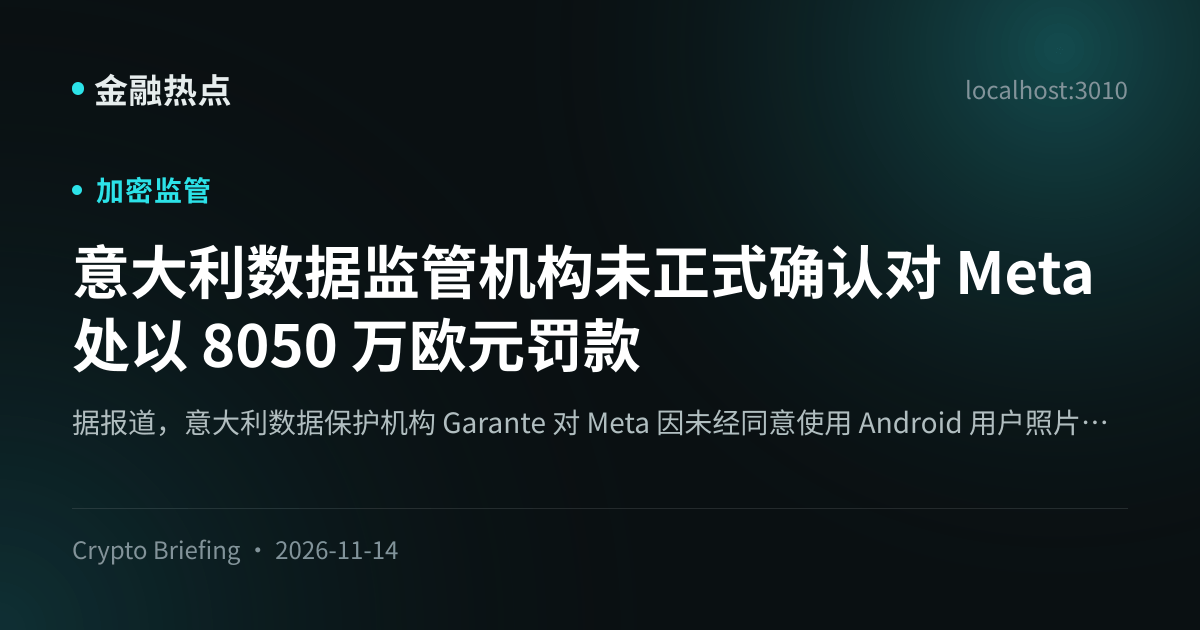 金融热点
localhost:3010
加密监管
意大利数据监管机构未正式确认对 Meta
处以 8050 万欧元罚款
据报道，意大利数据保护机构 Garante 对 Meta 因未经同意使用 Android 用户照片…
Crypto Briefing · 2026-11-14